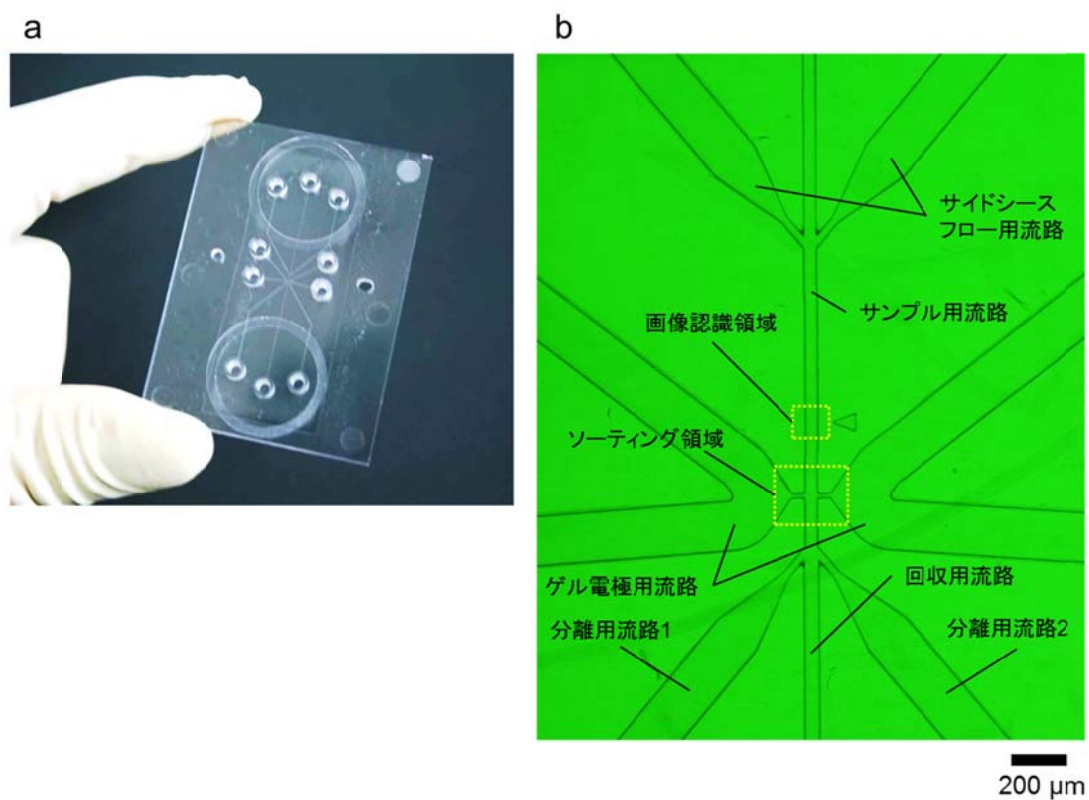 a
b
サイドシース
フロー用流路
サンプル用流路
画像認識領域
ソーティング領域
ゲル電極用流路
回収用流路
分離用流路1
分離用流路2
200 μm